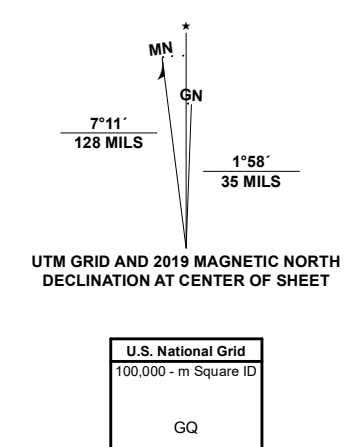 ★
MN
GN
7°11´
128 MILS
1°58´
35 MILS
UTM GRID AND 2019 MAGNETIC NORTH
DECLINATION AT CENTER OF SHEET
U.S. National Grid
100,000 - m Square ID
GQ